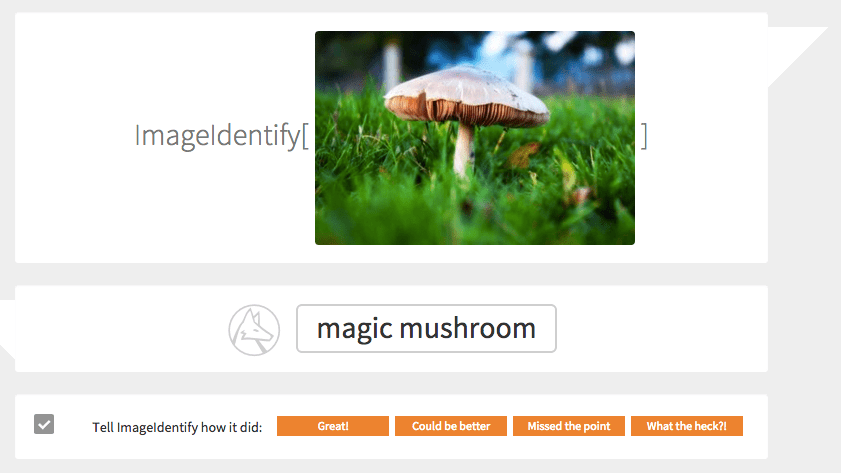 ImageIdentify[ ]
magic mushroom
Tell ImageIdentify how it did: Great! Could be better Missed the point What the heck?!